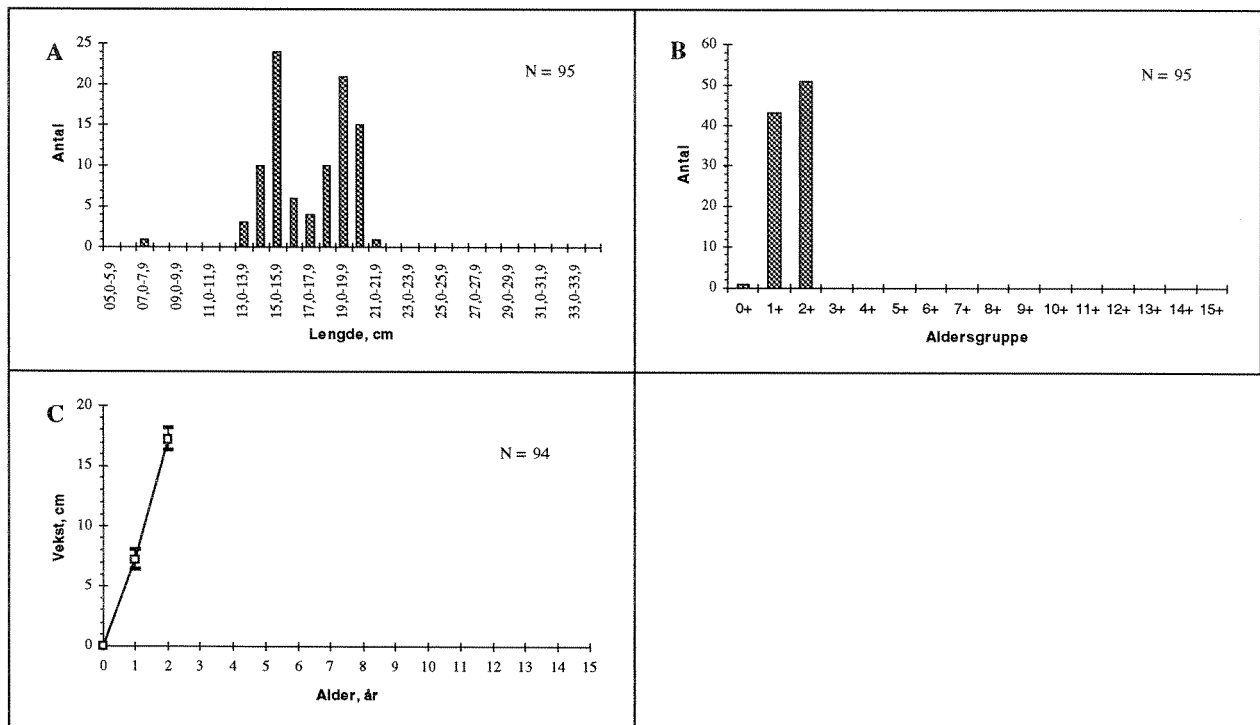 A
25
20
15
10
5
0
Antal
N = 95
05,0-5,9
07,0-7,9
09,0-9,9
11,0-11,9
13,0-13,9
15,0-15,9
17,0-17,9
19,0-19,9
21,0-21,9
23,0-23,9
25,0-25,9
27,0-27,9
29,0-29,9
31,0-31,9
33,0-33,9
Lengde, cm
B
60
50
40
30
20
10
0
Antal
N = 95
0+ 1+ 2+ 3+ 4+ 5+ 6+ 7+ 8+ 9+ 10+ 11+ 12+ 13+ 14+ 15+
Aldersgruppe
C
20
15
10
5
0
Vekst, cm
N = 94
0 1 2 3 4 5 6 7 8 9 10 11 12 13 14 15
Alder, år